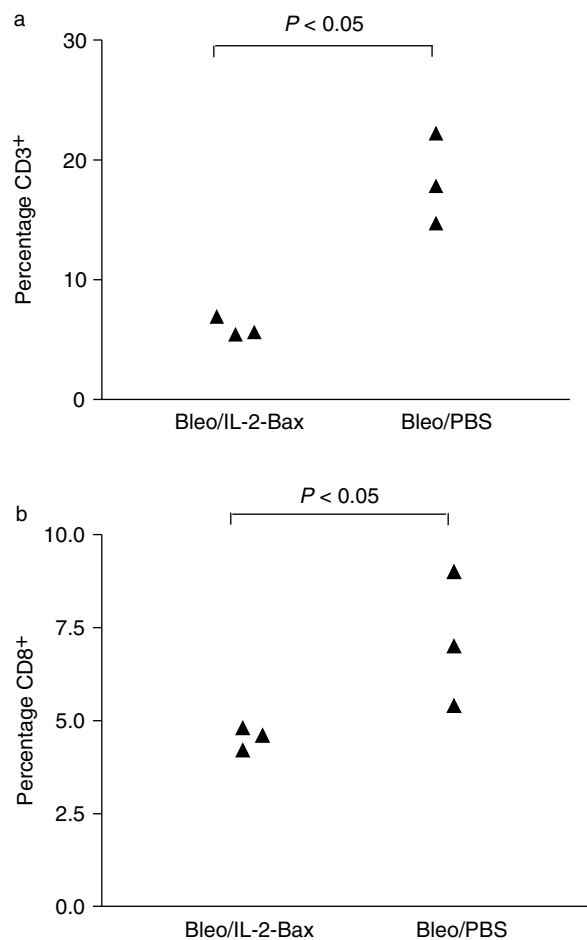 a
P < 0.05
30
20
10
0
Percentage CD3+
Bleo/IL-2-Bax Bleo/PBS
b
P < 0.05
10.0
7.5
5.0
2.5
0.0
Percentage CD8+
Bleo/IL-2-Bax Bleo/PBS